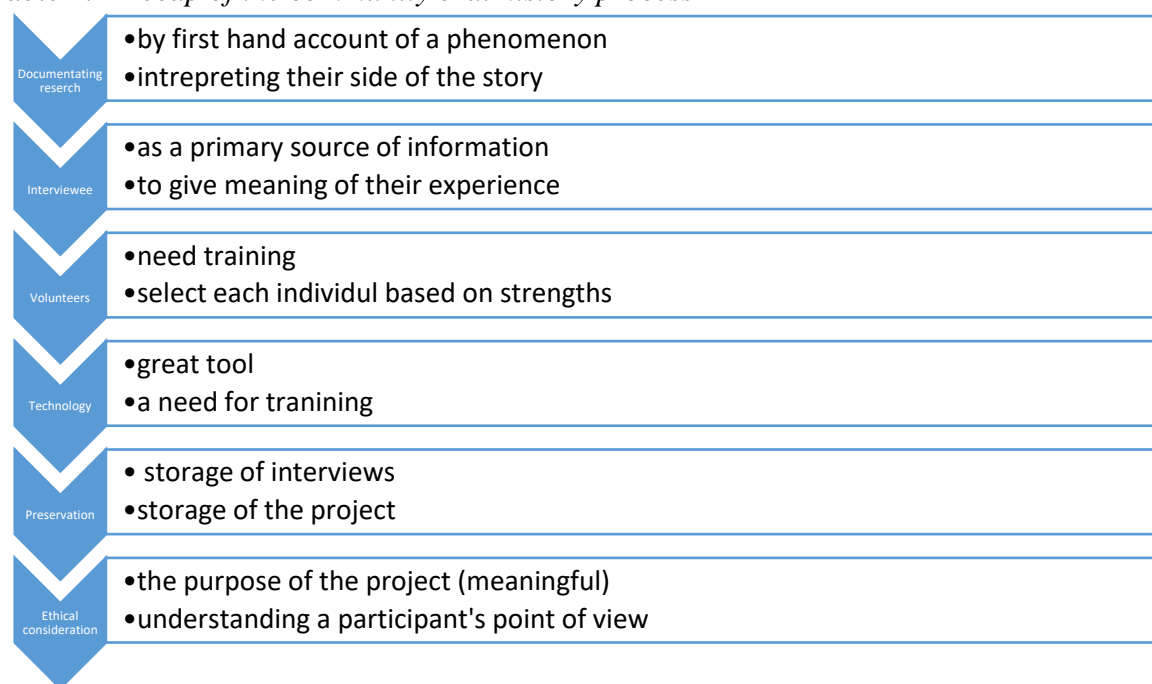 Documentating
reserch
•by first hand account of a phenomenon
•intrepreting their side of the story
Interviewee
•as a primary source of information
•to give meaning of their experience
Volunteers
•need training
•select each individul based on strengths
Technology
•great tool
•a need for tranining
Preservation
• storage of interviews
•storage of the project
Ethical
consideration
•the purpose of the project (meaningful)
•understanding a participant's point of view